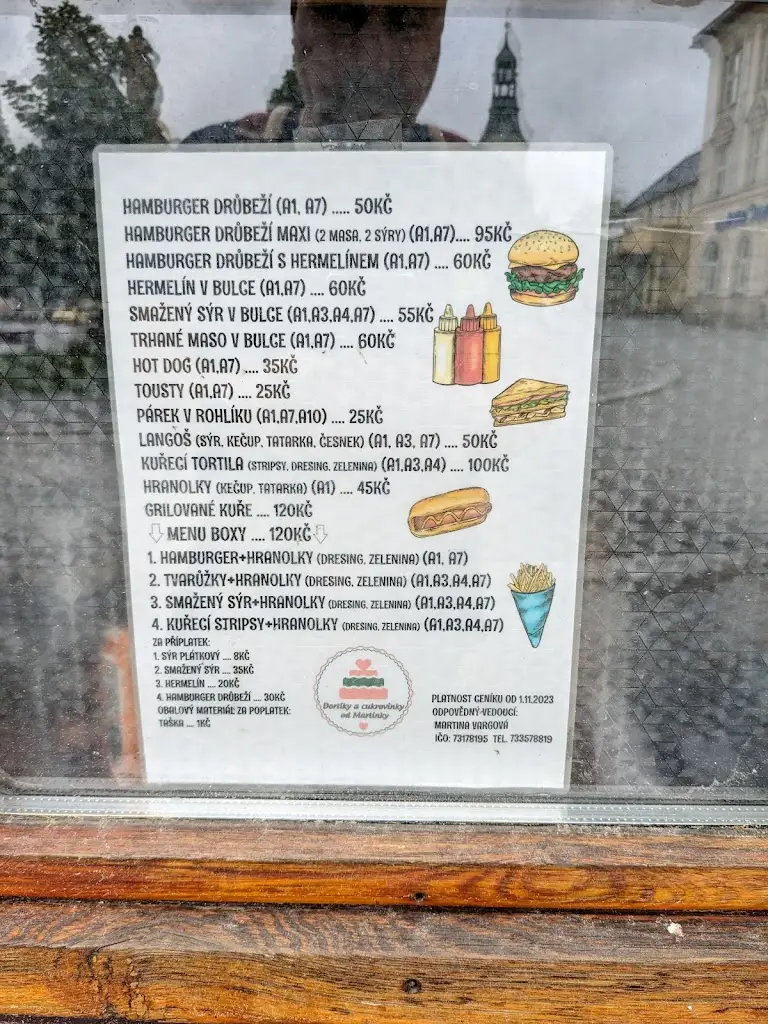 HAMBURGER DRŮBEŽÍ (A1, A7) ..... 50KČ
HAMBURGER DRŮBEŽÍ MAXI (2 MASA, 2 SÝRY) (A1,A7).... 95KČ
HAMBURGER DRŮBEŽÍ S HERMELÍNEM (A1,A7) .... 60KČ
HERMELÍN V BULCE (A1,A7) .... 60KČ
SMAŽENÝ SÝR V BULCE (A1,A3,A4,A7) .... 55KČ
TRHANÉ MASO V BULCE (A1,A7) .... 60KČ
HOT DOG (A1,A7) .... 35KČ
TOUSTY (A1,A7) .... 25KČ
PÁREK V ROHLÍKU (A1,A7,A10) .... 25KČ
LANGOŠ (SÝR, KEČUP, TATARKA, ČESNEK) (A1, A3, A7) .... 50KČ
KUŘECÍ TORTILA (STRIPSY, DRESING, ZELENINA) (A1,A3,A4) .... 100KČ
HRANOLKY (KEČUP, TATARKA) (A1) .... 45KČ
GRILOVANÉ KUŘE .... 120KČ
MENU BOXY .... 120KČ
1. HAMBURGER+HRANOLKY (DRESING, ZELENINA) (A1, A7)
2. TVARŮŽKY+HRANOLKY (DRESING, ZELENINA) (A1,A3,A4,A7)
3. SMAŽENÝ SÝR+HRANOLKY (DRESING, ZELENINA) (A1,A3,A4,A7)
4. KUŘECÍ STRIPSY+HRANOLKY (DRESING, ZELENINA) (A1,A3,A4,A7)
ZA PŘÍPLATEK:
1. SÝR PLÁTKOVÝ .... 8KČ
2. SMAŽENÝ SÝR .... 35KČ
3. HERMELÍN .... 20KČ
4. HAMBURGER DRŮBEŽÍ .... 30KČ
OBALOVÝ MATERIÁL ZA POPLATEK:
TAŠKA .... 1KČ
Dortíky a cukrovinky
od Martinky
PLATNOST CENÍKU OD 1.11.2023
ODPOVĚDNÝ VEDOUCÍ:
MARTINA VARGOVÁ
IČO: 73178195 TEL. 733578819